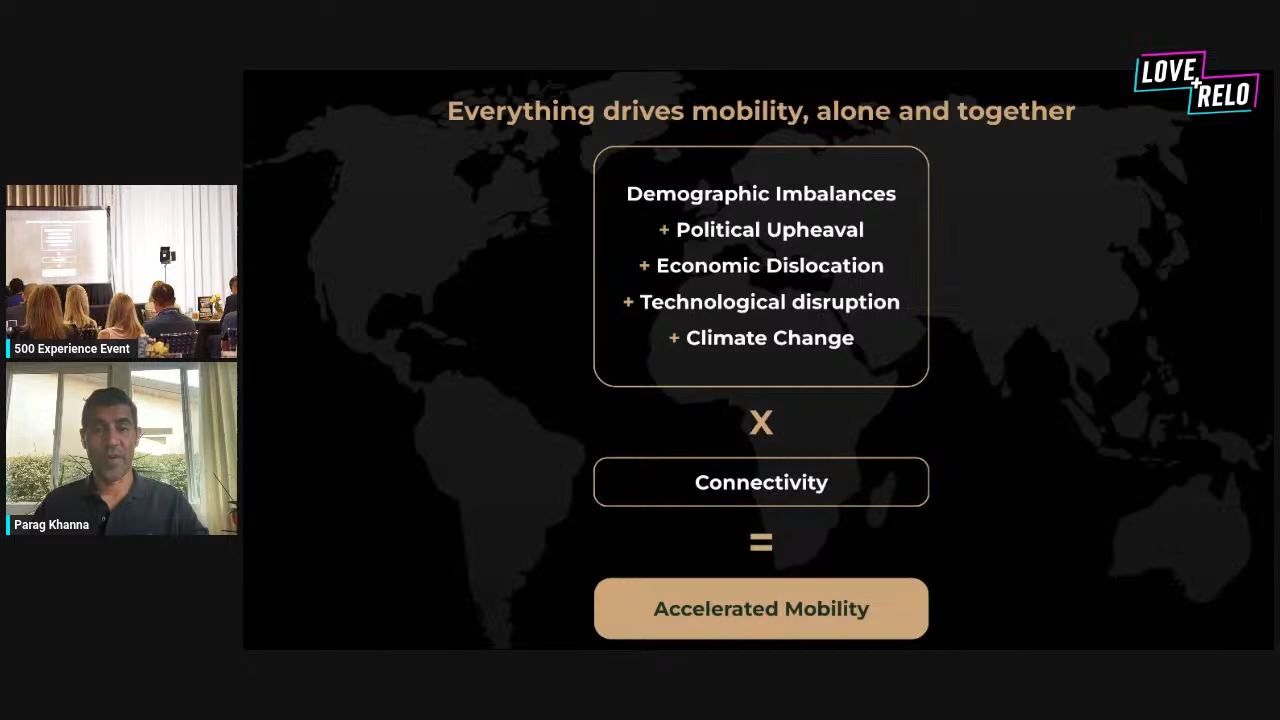 LOVE
+
RELO
Everything drives mobility, alone and together
Demographic Imbalances
+ Political Upheaval
+ Economic Dislocation
+ Technological disruption
+ Climate Change
X
Connectivity
=
Accelerated Mobility
500 Experience Event
Parag Khanna